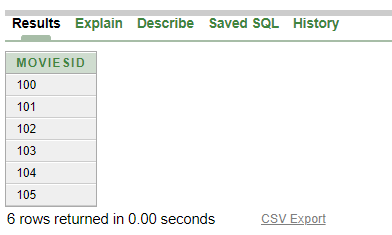 Results Explain Describe Saved SQL History
MOVIESID
100
101
102
103
104
105
6 rows returned in 0.00 seconds CSV Export